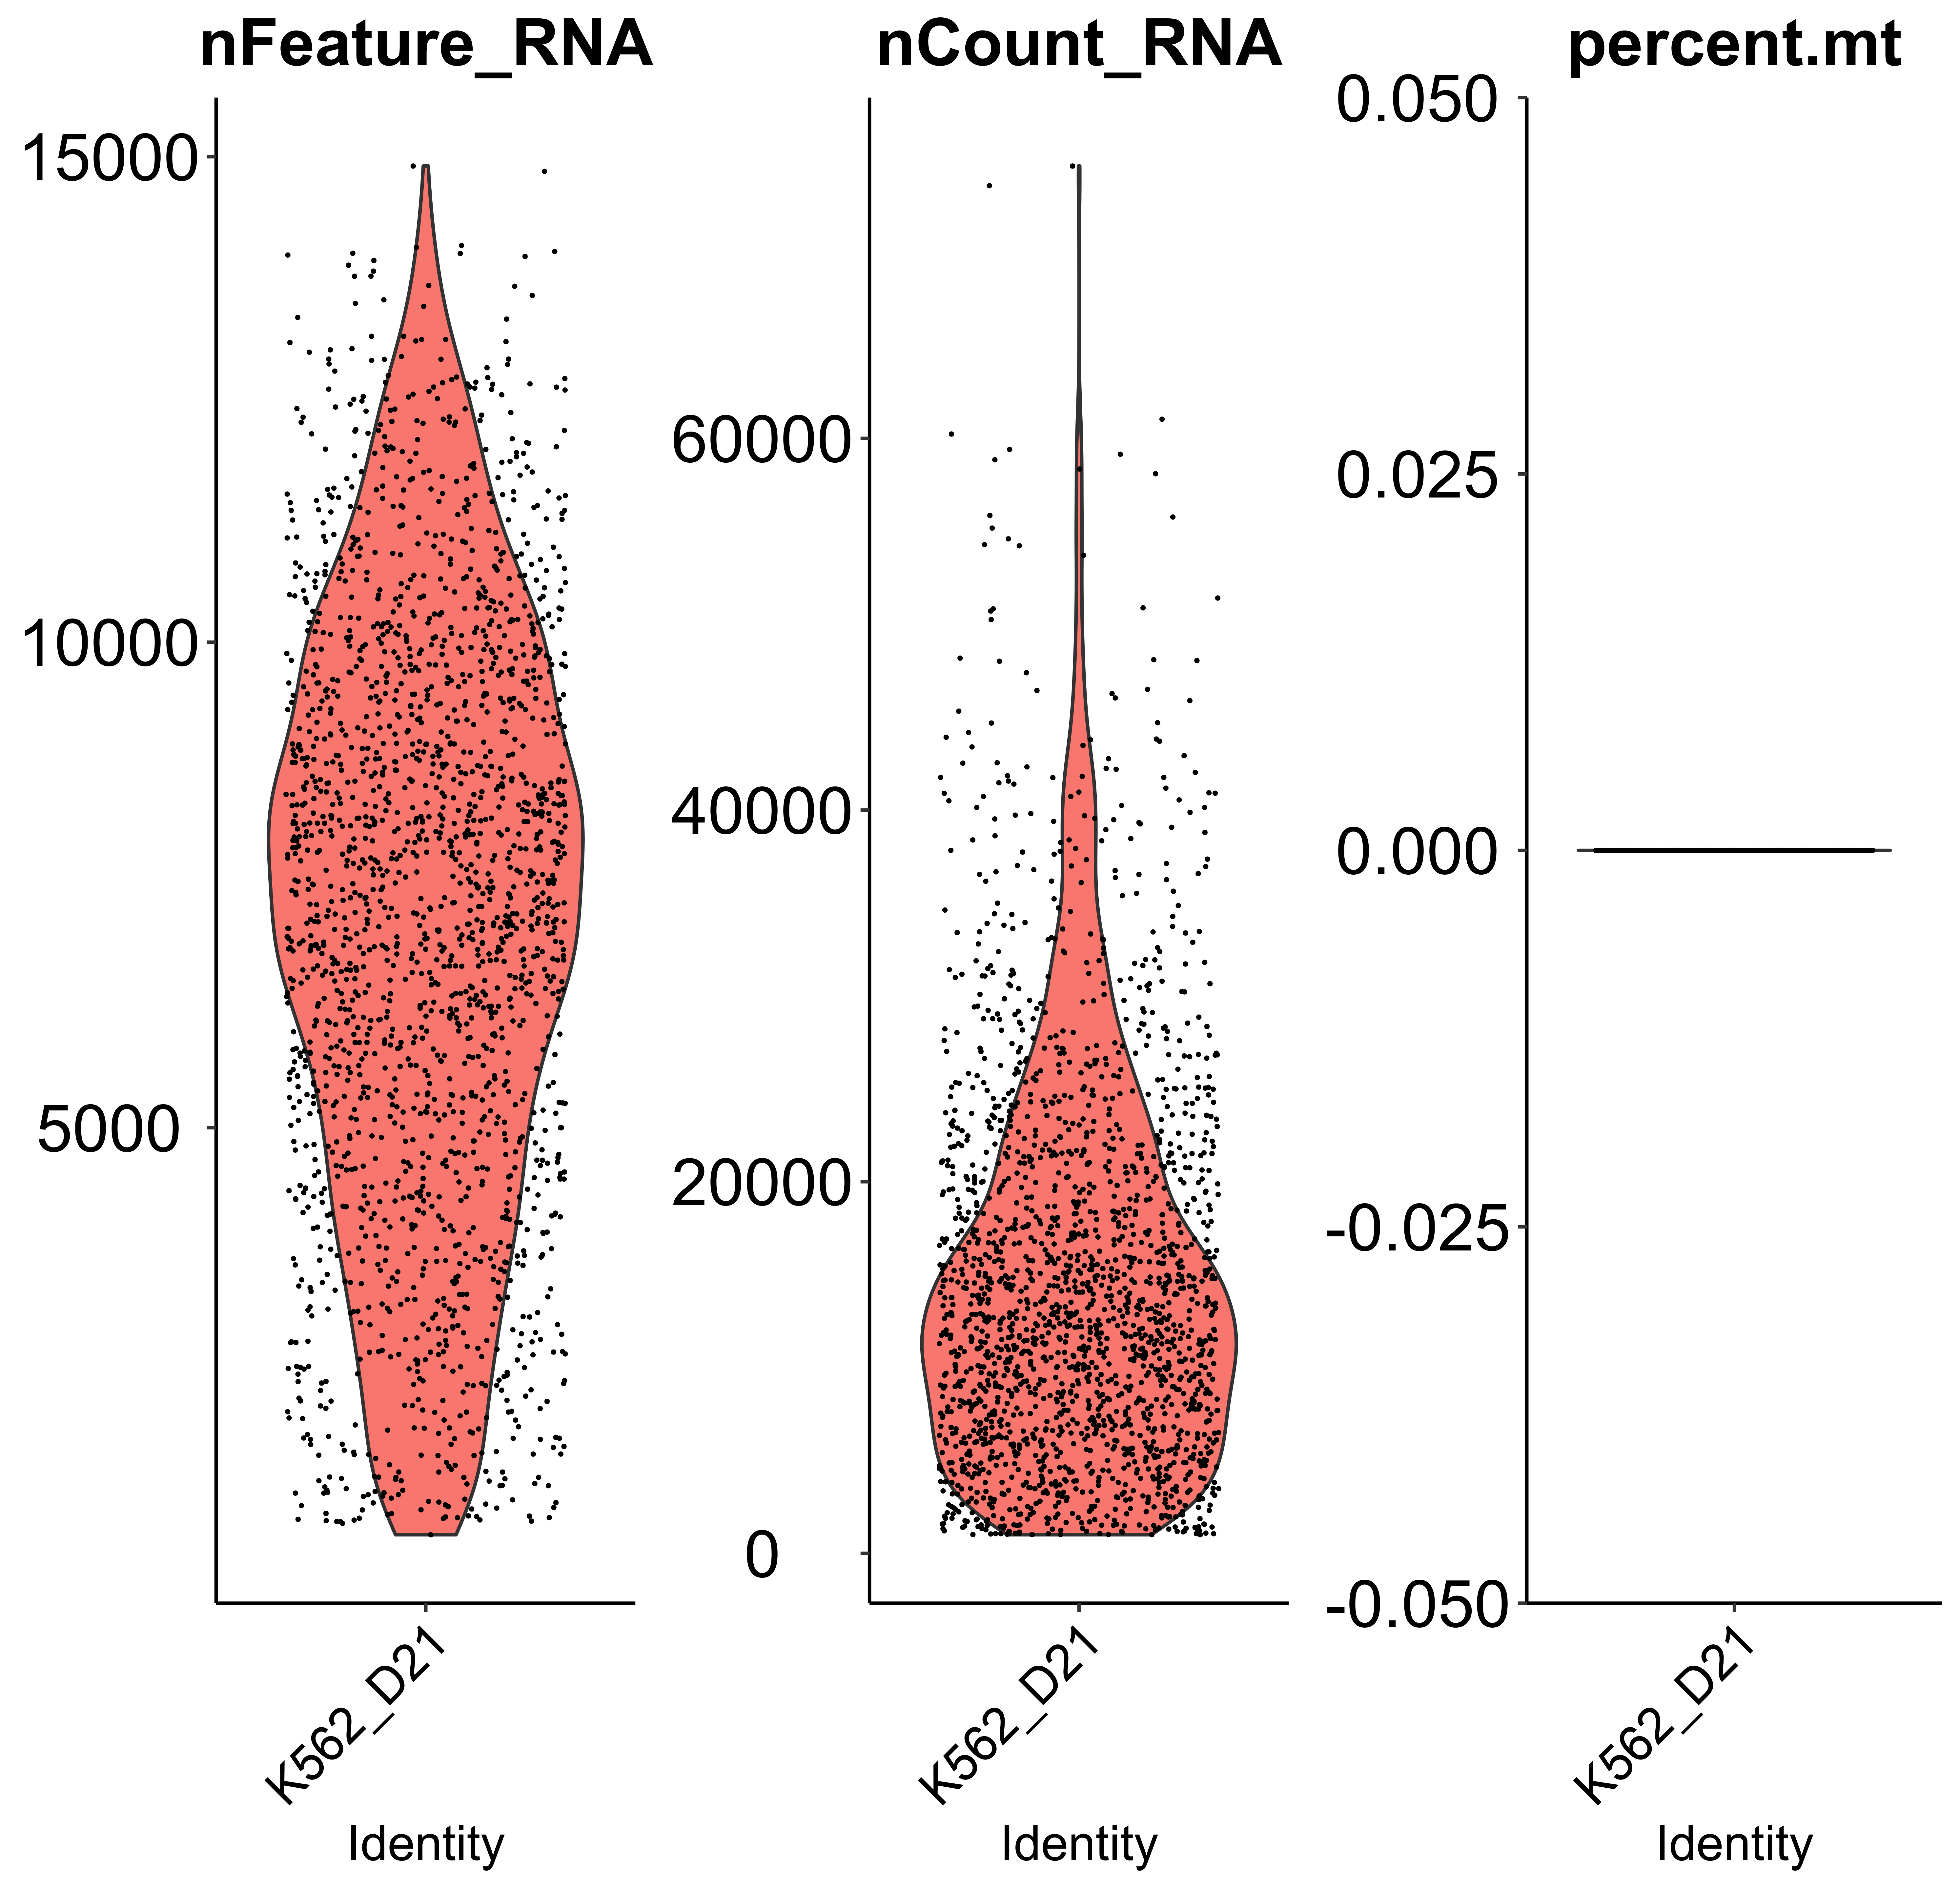 nFeature_RNA
15000
10000
5000
K562_D21
Identity
nCount_RNA
60000
40000
20000
0
K562_D21
Identity
percent.mt
0.050
0.025
0.000
-0.025
-0.050
K562_D21
Identity